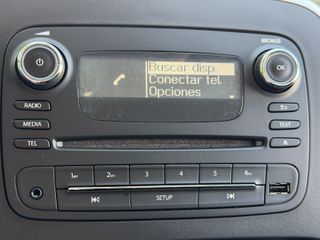 BROWSE
OK
Buscar disp.
Conectar tel.
Opciones
AF
RADIO
MEDIA
TEL
TEXT
1
2
3
4
5
6
SETUP